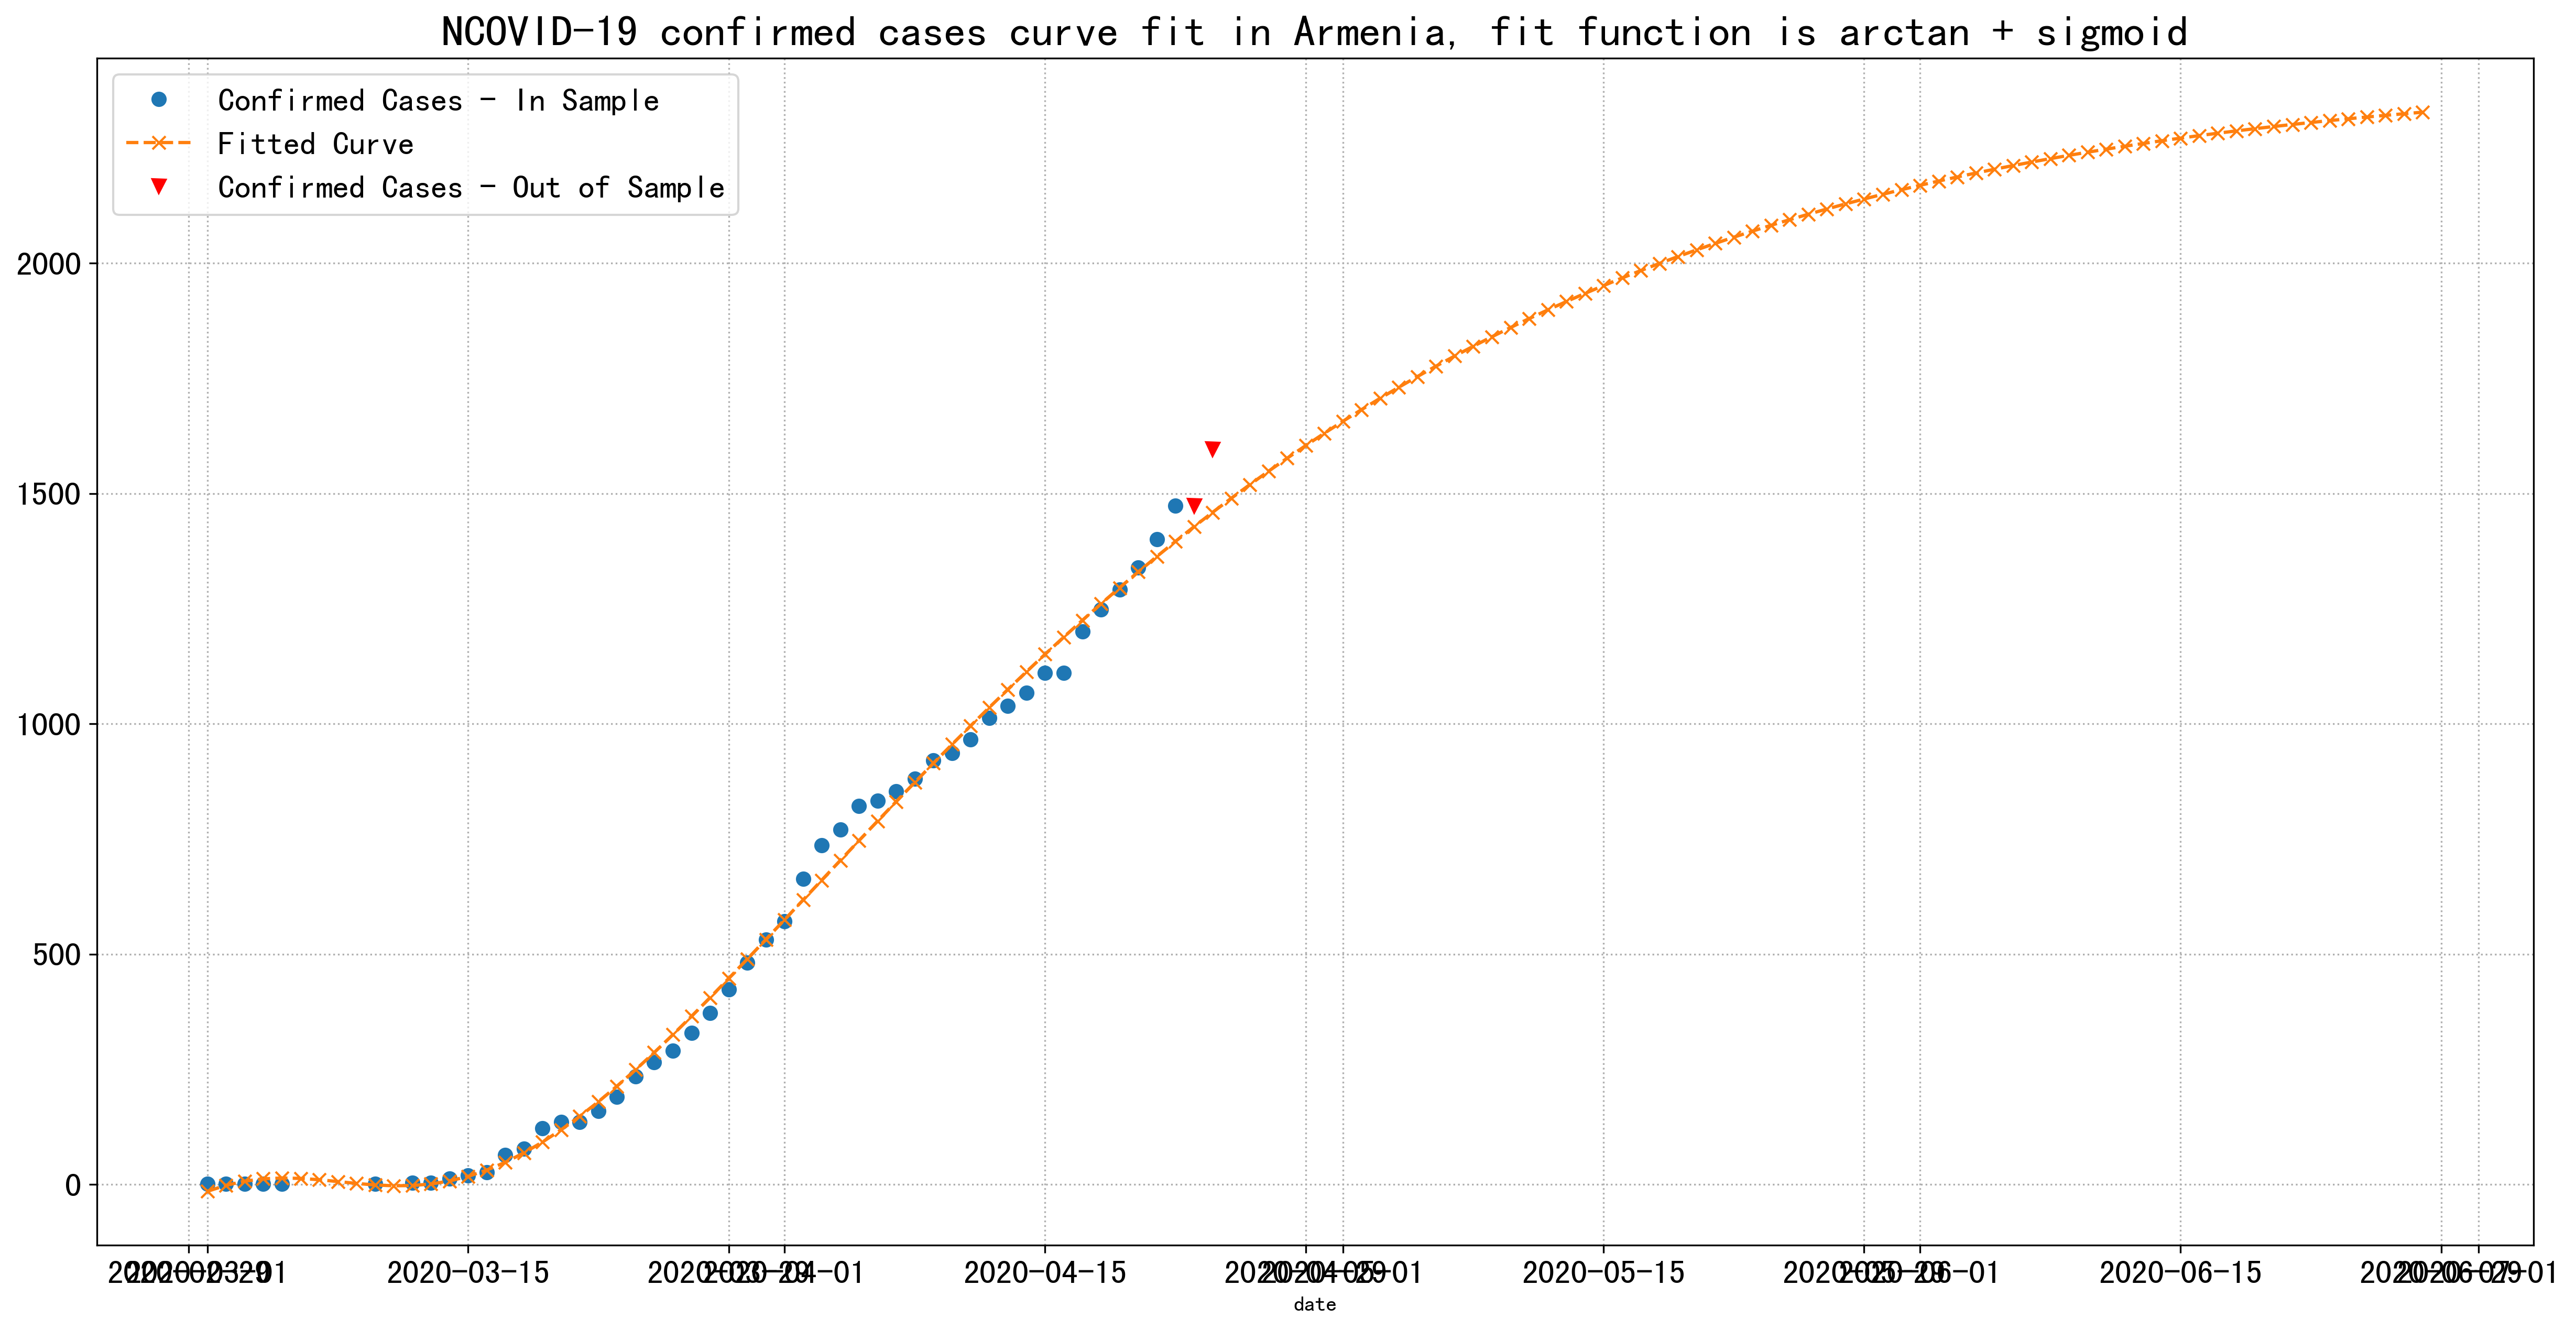 NCOVID-19 confirmed cases curve fit in Armenia, fit function is arctan + sigmoid
Confirmed Cases - In Sample
Fitted Curve
Confirmed Cases - Out of Sample
2000
1500
1000
500
0
2020-03-15
2020-04-15
2020-05-15
2020-06-15
date